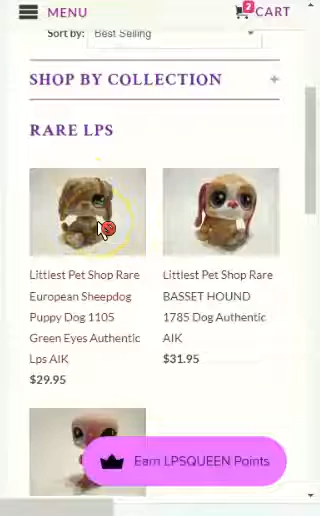 MENU
2
CART
Sort by:
Best Selling
SHOP BY COLLECTION
+
RARE LPS
Littlest Pet Shop Rare
European Sheepdog
Puppy Dog 1105
Green Eyes Authentic
Lps AIK
$29.95
Littlest Pet Shop Rare
BASSET HOUND
1785 Dog Authentic
AIK
$31.95
Earn LPSQUEEN Points